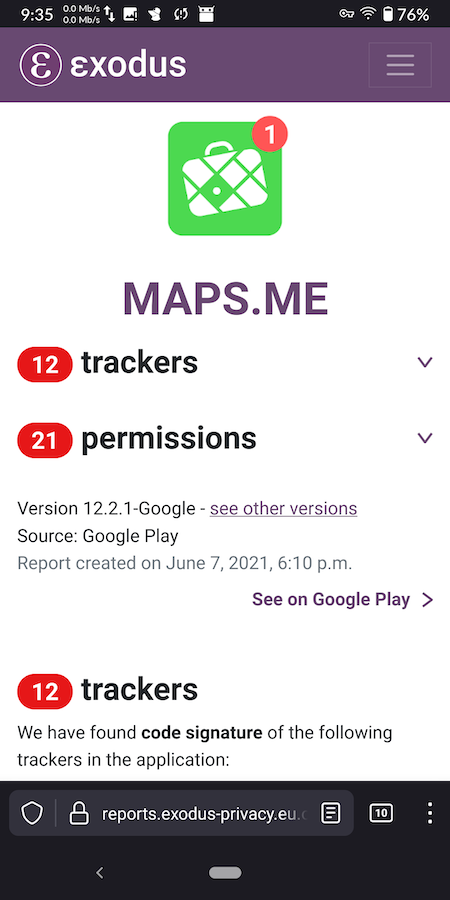 9:35 0.0 Mb/s 0.0 Mb/s 76%
εxodus
1
MAPS.ME
12 trackers
21 permissions
Version 12.2.1-Google - see other versions
Source: Google Play
Report created on June 7, 2021, 6:10 p.m.
See on Google Play
12 trackers
We have found code signature of the following
trackers in the application:
reports.exodus-privacy.eu. 10